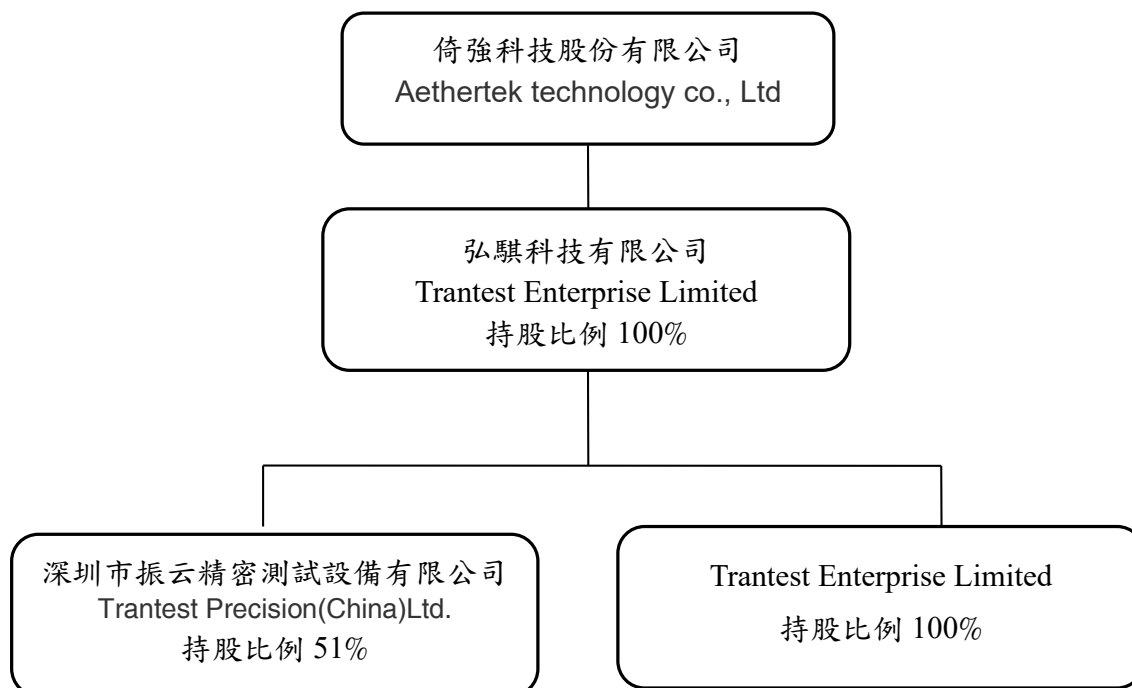 倚強科技股份有限公司
Aethertek technology co., Ltd
弘騏科技有限公司
Trantest Enterprise Limited
持股比例 100%
深圳市振云精密測試設備有限公司
Trantest Precision(China)Ltd.
持股比例 51%
Trantest Enterprise Limited
持股比例 100%